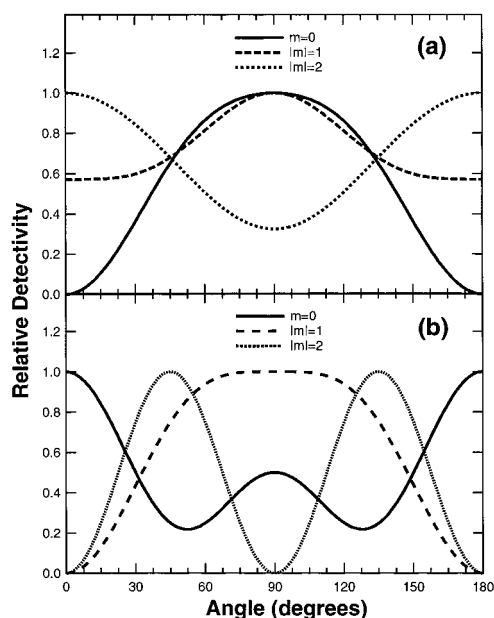 m=0
|m|=1
|m|=2
(a)
1.2
1.0
0.8
0.6
0.4
0.2
0.0
Relative Detectivity
m=0
|m|=1
|m|=2
(b)
1.2
1.0
0.8
0.6
0.4
0.2
0.0
0 30 60 90 120 150 180
Angle (degrees)